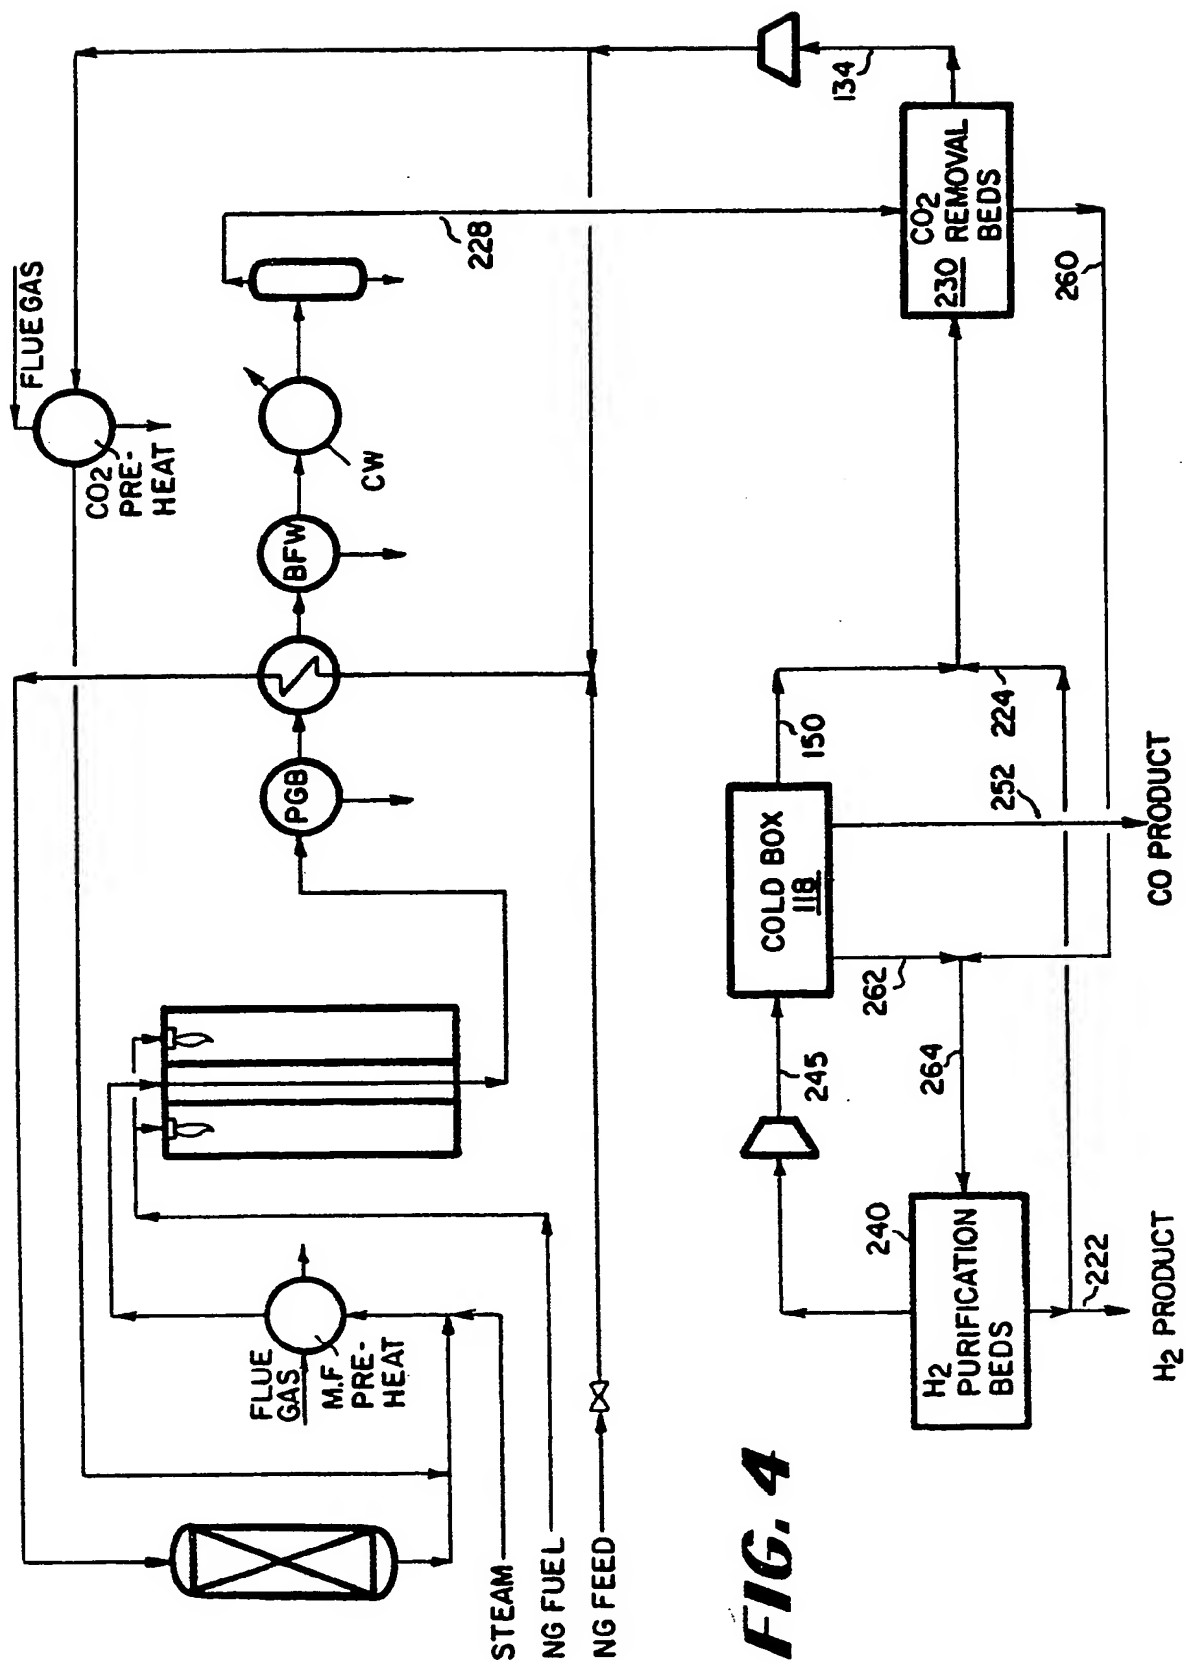 FLUE GAS
CO2
PRE-
HEAT
CW
BFW
PGB
228
134
CO2
230 REMOVAL
BEDS
260
FLUE
GAS
M.F
PRE-
HEAT
STEAM
NG FUEL
NG FEED
150
224
252
COLD BOX
118
262
245
264
240
H2
PURIFICATION
BEDS
222
CO PRODUCT
H2 PRODUCT
FIG. 4